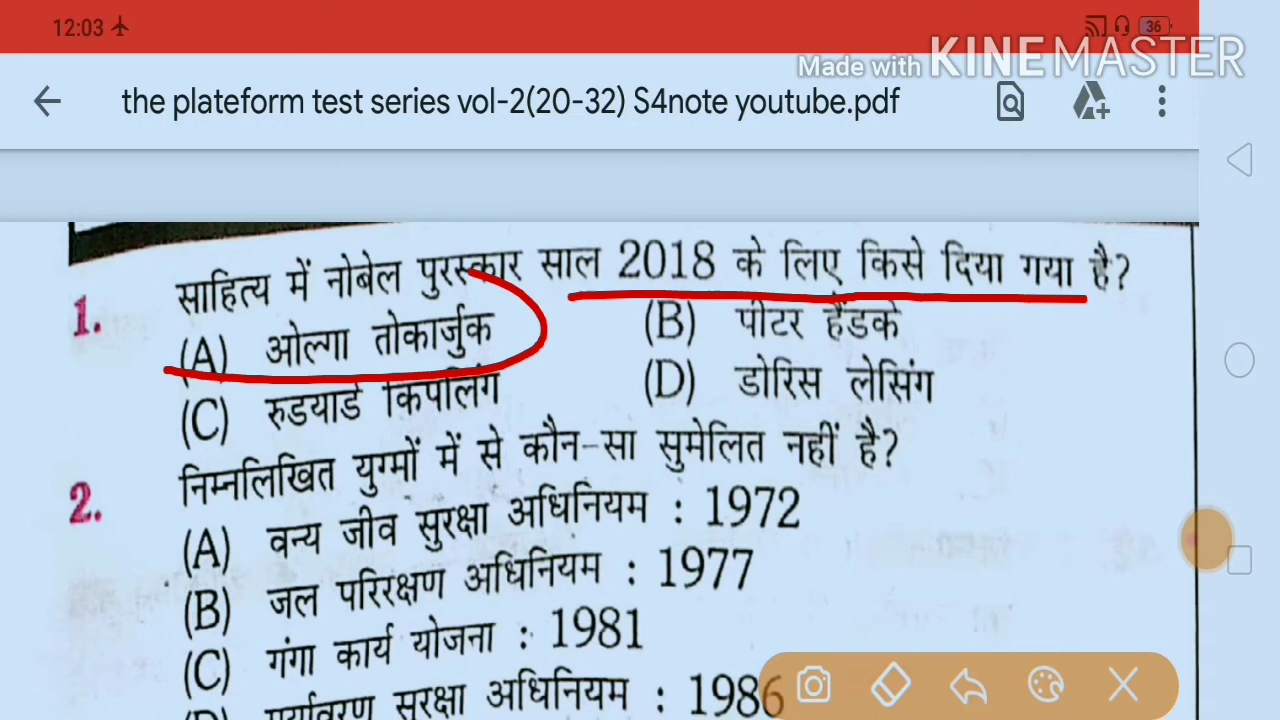 12:03
36
Made with KINEMASTER
the plateform test series vol-2(20-32) S4note youtube.pdf
1. साहित्य में नोबेल पुरस्कार साल 2018 के लिए किसे दिया गया है?
(A) ओल्गा तोकार्जुक (B) पीटर हैंडके
(C) रुडयार्ड किपलिंग (D) डोरिस लेसिंग
2. निम्नलिखित युग्मों में से कौन-सा सुमेलित नहीं है?
(A) वन्य जीव सुरक्षा अधिनियम : 1972
(B) जल परिरक्षण अधिनियम : 1977
(C) गंगा कार्य योजना : 1981
(D) पर्यावरण सुरक्षा अधिनियम : 1986